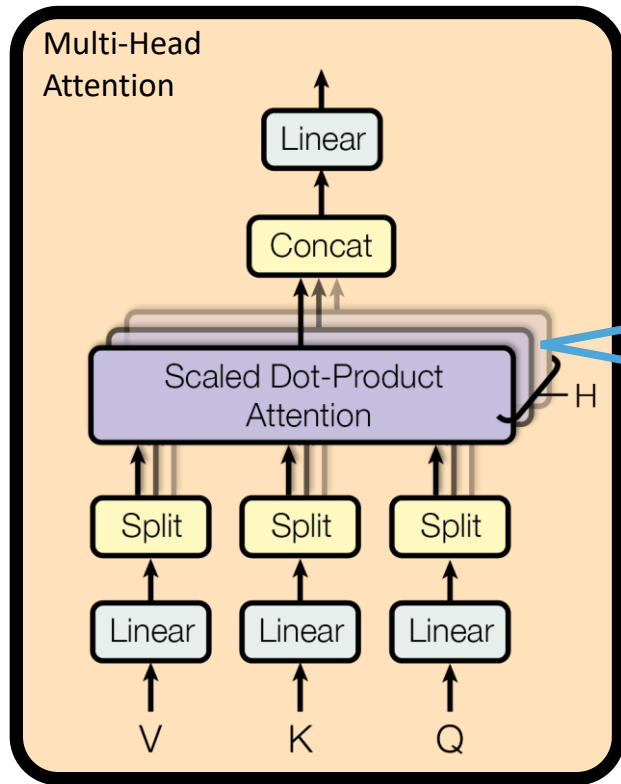 Multi-Head
Attention
Linear
Concat
Scaled Dot-Product
Attention
H
Split Split Split
Linear Linear Linear
V K Q